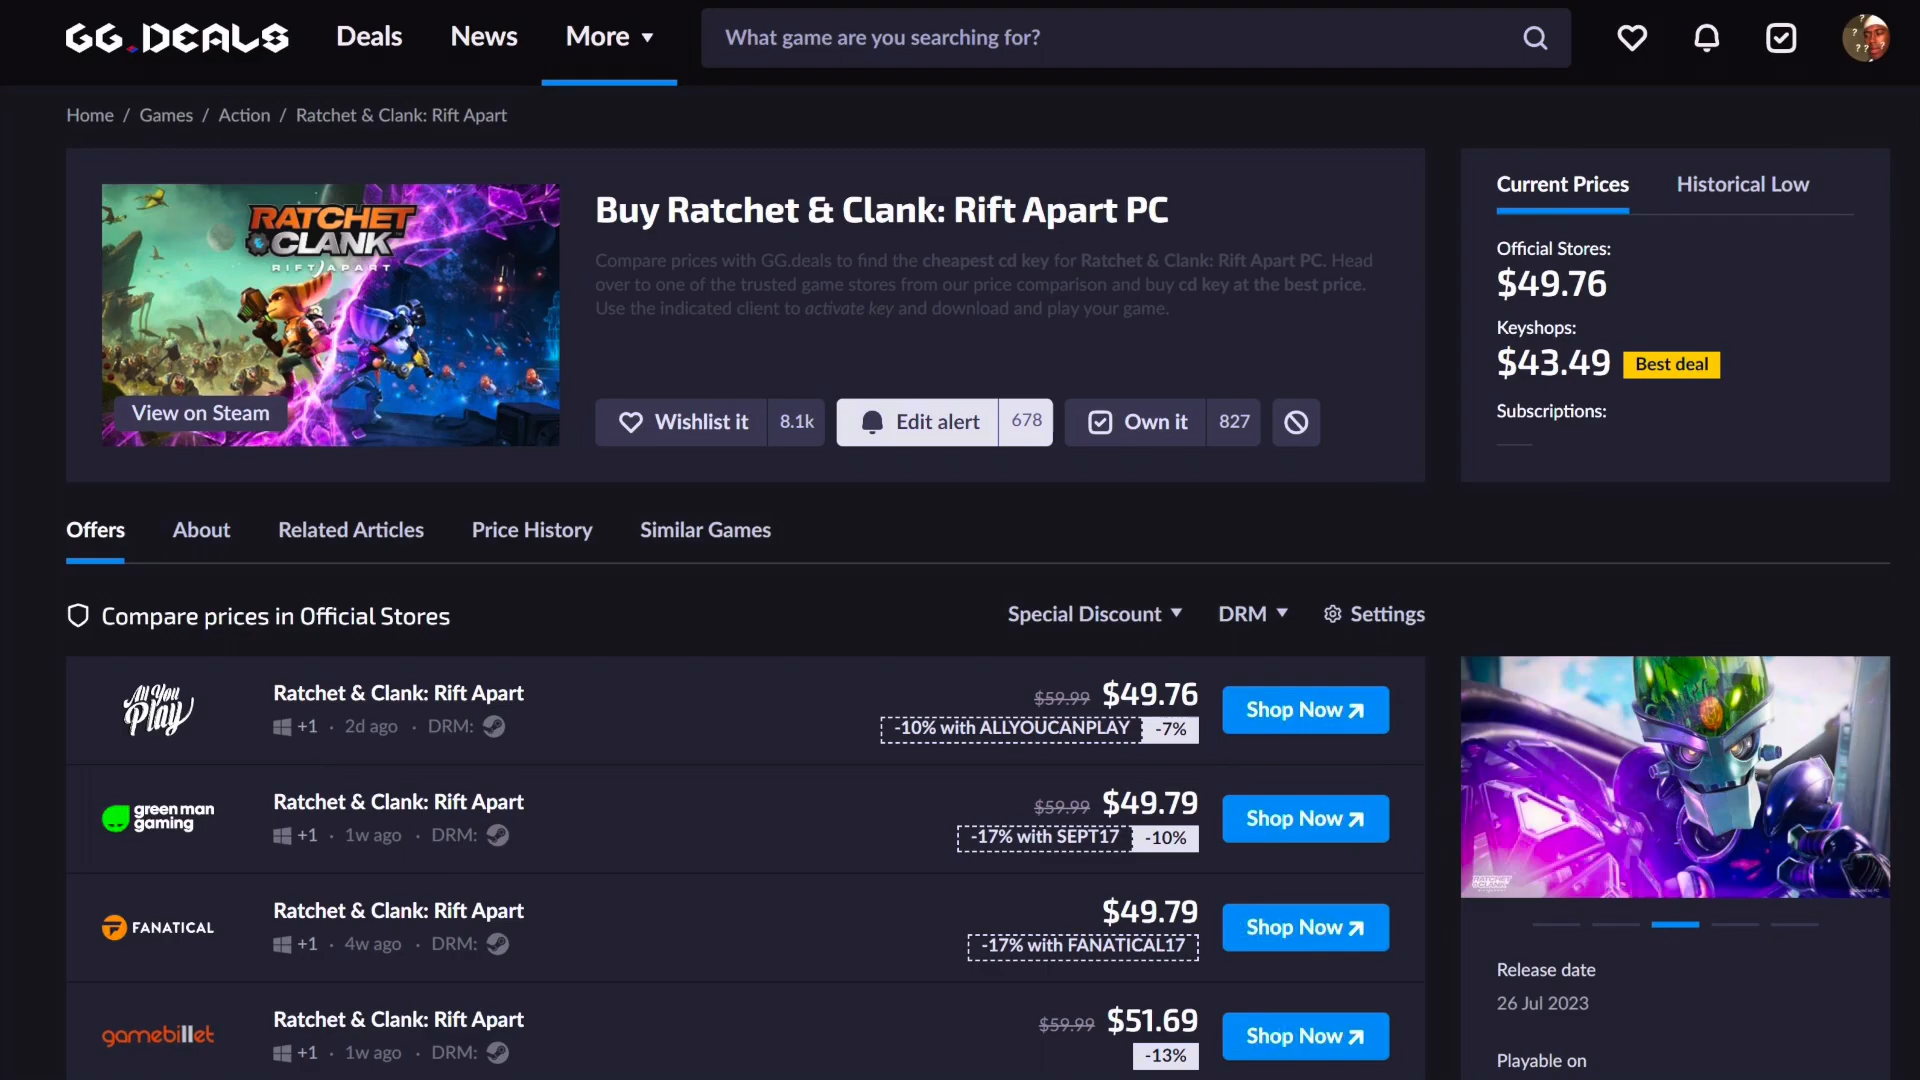 GG.DEALS
Deals
News
More
What game are you searching for?
Home / Games / Action / Ratchet & Clank: Rift Apart
RATCHET
CLANK
RIFT APART
View on Steam
Buy Ratchet & Clank: Rift Apart PC
Compare prices with GG.deals to find the cheapest cd key for Ratchet & Clank: Rift Apart PC. Head
over to one of the trusted game stores from our price comparison and buy cd key at the best price.
Use the indicated client to activate key and download and play your game.
Wishlist it 8.1k
Edit alert 678
Own it 827
Current Prices
Historical Low
Official Stores:
$49.76
Keyshops:
$43.49 Best deal
Subscriptions:
Offers
About
Related Articles
Price History
Similar Games
Compare prices in Official Stores
Special Discount
DRM
Settings
All You
Play
Ratchet & Clank: Rift Apart
+1 · 2d ago · DRM:
$59.99 $49.76
-10% with ALLYOUCANPLAY -7%
Shop Now
green man
gaming
Ratchet & Clank: Rift Apart
+1 · 1w ago · DRM:
$59.99 $49.79
-17% with SEPT17 -10%
Shop Now
FANATICAL
Ratchet & Clank: Rift Apart
+1 · 4w ago · DRM:
$49.79
-17% with FANATICAL17
Shop Now
gamebillet
Ratchet & Clank: Rift Apart
+1 · 1w ago · DRM:
$59.99 $51.69
-13%
Shop Now
RATCHET
CLANK
Release date
26 Jul 2023
Playable on